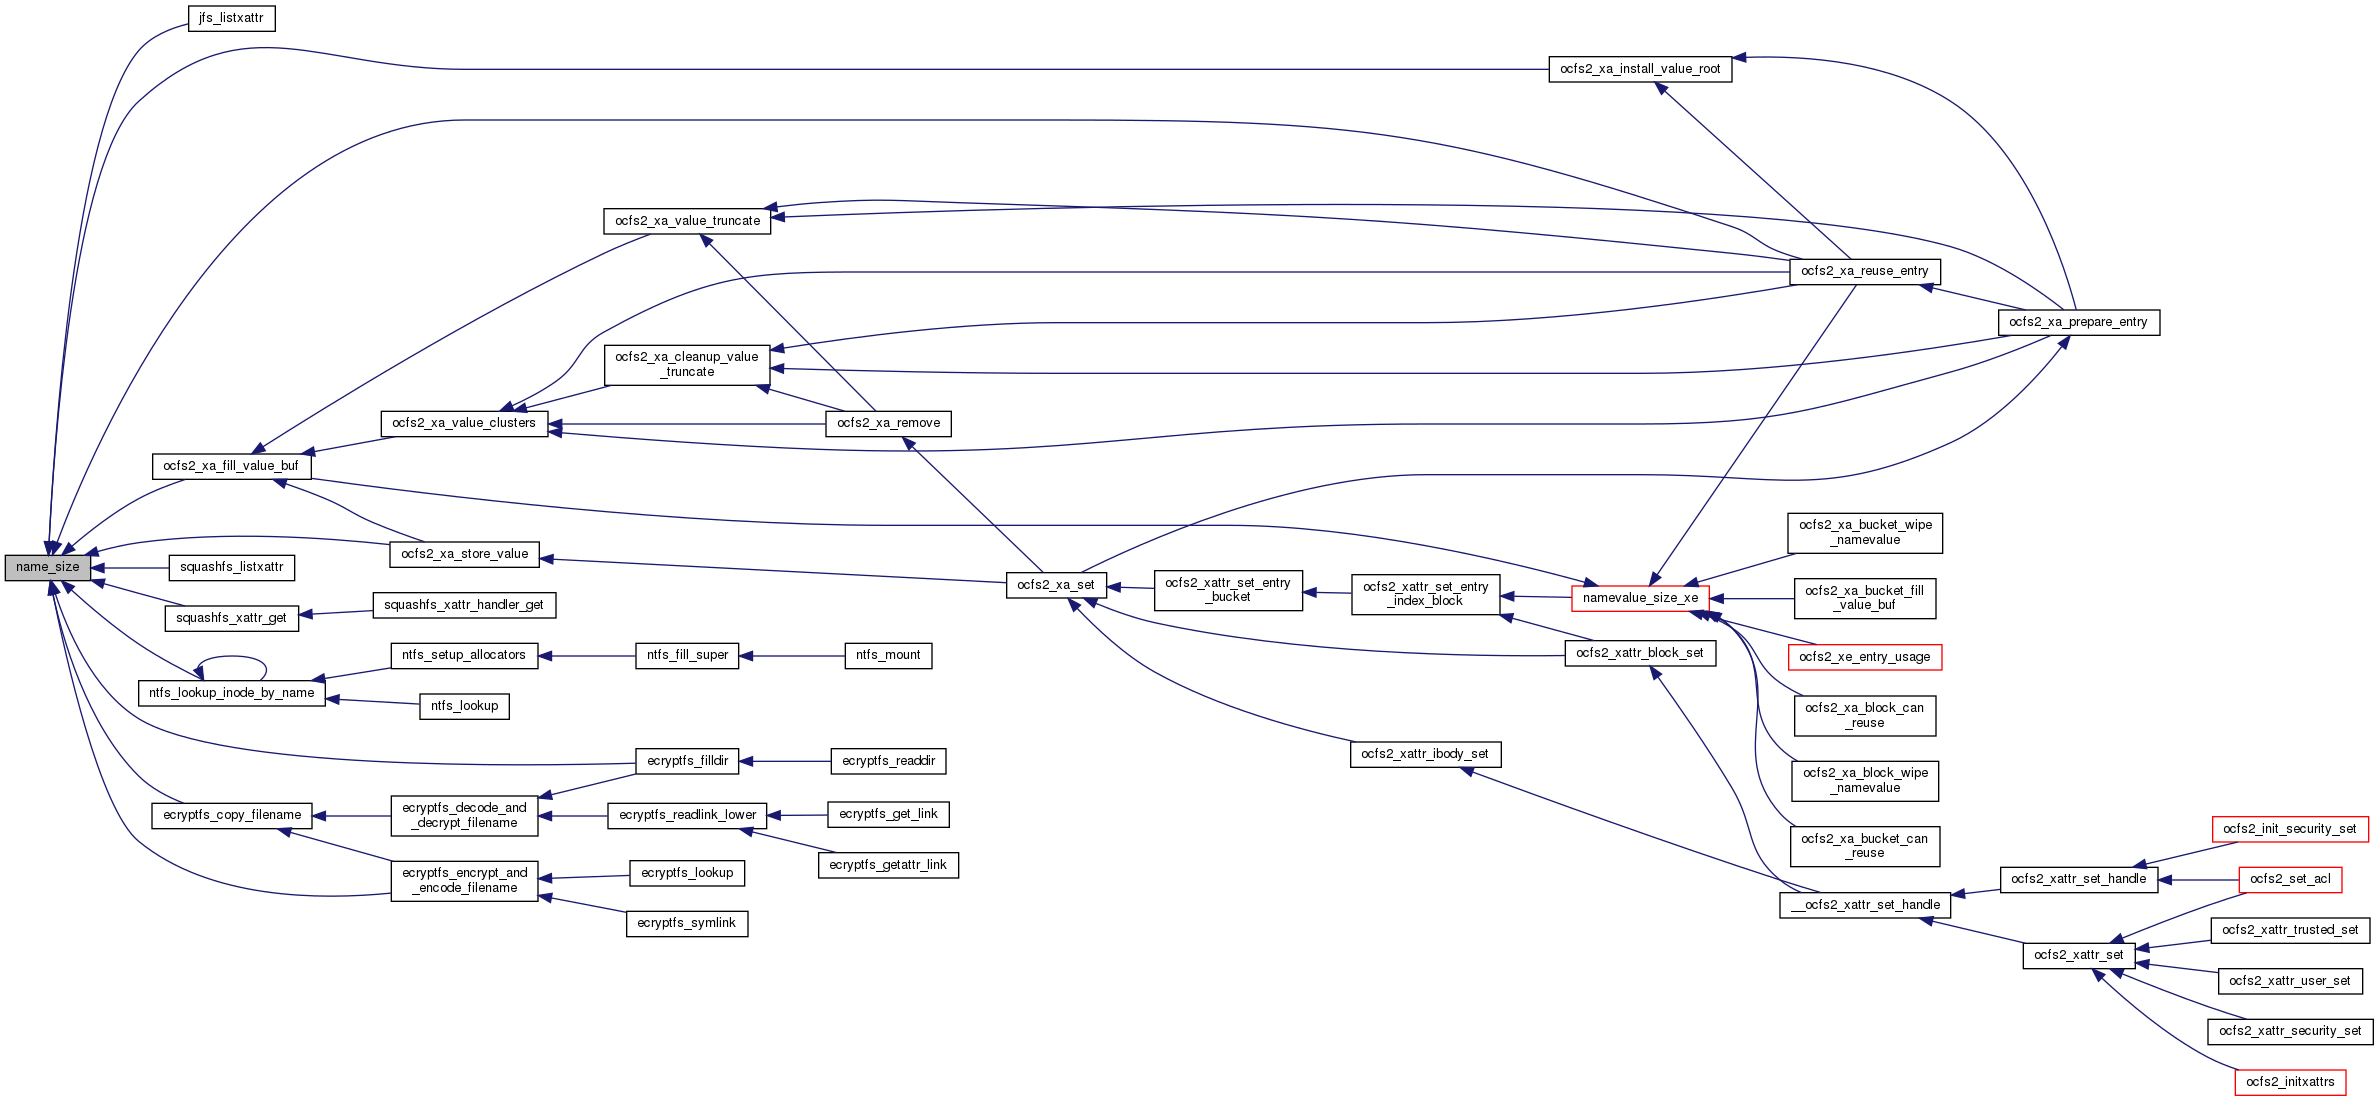 jfs_listxattr
ocfs2_xa_install_value_root
ocfs2_xa_value_truncate
ocfs2_xa_reuse_entry
ocfs2_xa_prepare_entry
ocfs2_xa_cleanup_value
_truncate
ocfs2_xa_value_clusters
ocfs2_xa_remove
ocfs2_xa_fill_value_buf
ocfs2_xa_bucket_wipe
_namevalue
ocfs2_xa_store_value
name_size
squashfs_listxattr
ocfs2_xa_set
ocfs2_xattr_set_entry
_bucket
ocfs2_xattr_set_entry
_index_block
namevalue_size_xe
ocfs2_xa_bucket_fill
_value_buf
squashfs_xattr_get
squashfs_xattr_handler_get
ntfs_setup_allocators
ntfs_fill_super
ntfs_mount
ocfs2_xattr_block_set
ocfs2_xe_entry_usage
ntfs_lookup_inode_by_name
ntfs_lookup
ocfs2_xa_block_can
_reuse
ecryptfs_filldir
ecryptfs_readdir
ocfs2_xattr_ibody_set
ocfs2_xa_block_wipe
_namevalue
ecryptfs_copy_filename
ecryptfs_decode_and
_decrypt_filename
ecryptfs_readlink_lower
ecryptfs_get_link
ecryptfs_getattr_link
ocfs2_xa_bucket_can
_reuse
ocfs2_init_security_set
ecryptfs_encrypt_and
_encode_filename
ecryptfs_lookup
ecryptfs_symlink
__ocfs2_xattr_set_handle
ocfs2_xattr_set_handle
ocfs2_set_acl
ocfs2_xattr_trusted_set
ocfs2_xattr_set
ocfs2_xattr_user_set
ocfs2_xattr_security_set
ocfs2_initxattrs